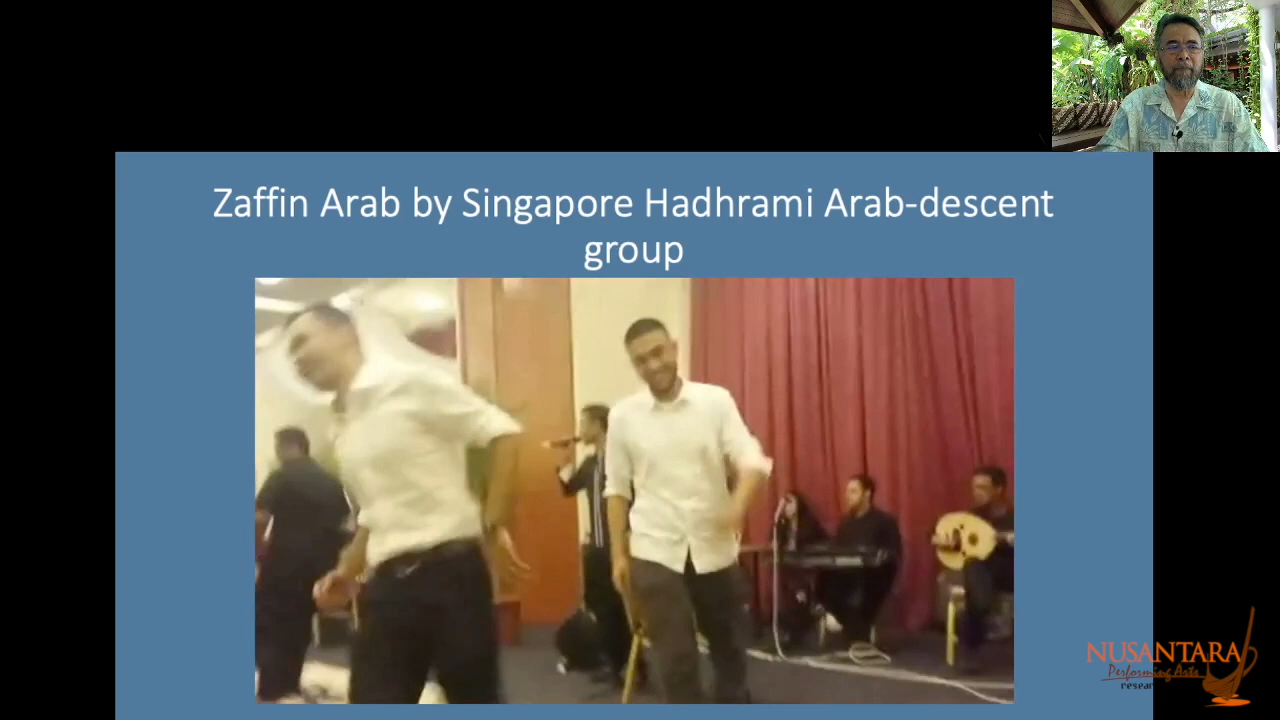 Zaffin Arab by Singapore Hadhrami Arab-descent
group
NUSANTARA
Performing Arts